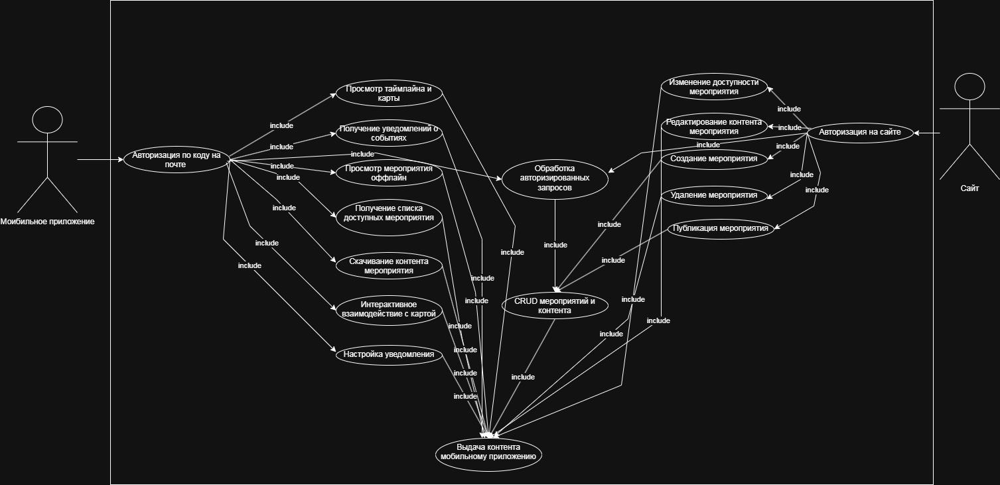 Моибильное приложение
Авторизация по коду на
почте
Просмотр таймлайна и
карты
include
Получение уведомлений о
событиях
include
include
Просмотр мероприятия
оффлайн
include
include
Получение списка
доступных мероприятия
include
Скачивание контента
мероприятия
include
Интерактивное
взаимодействие с картой
include
Настройка уведомления
include
Обработка
авторизированных
запросов
include
include
CRUD мероприятий и
контента
include
include
include
include
include
include
include
include
include
Изменение доступности
мероприятия
include
Редактирование контента
мероприятия
include
include
Создание мероприятия
include
Удаление мероприятия
include
Публикация мероприятия
include
include
include
include
include
include
Авторизация на сайте
Сайт
Выдача контента
мобильному приложению